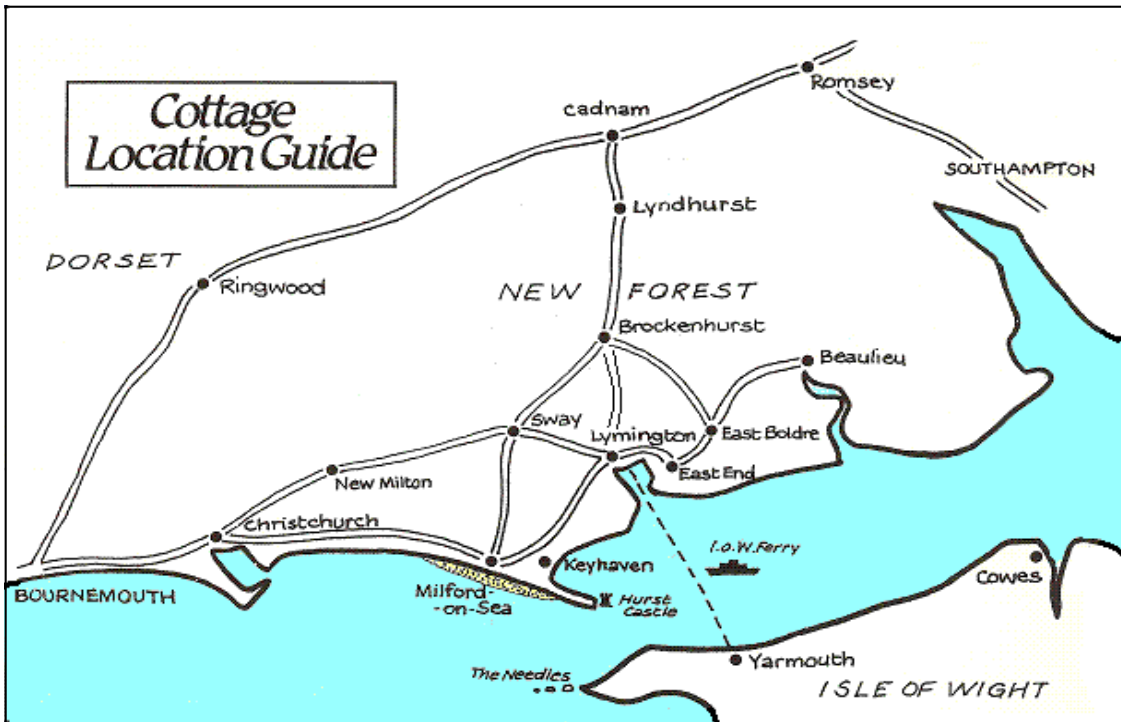 Cottage
Location Guide
Romsey
Cadnam
SOUTHAMPTON
Lyndhurst
DORSET
Ringwood
NEW FOREST
Brockenhurst
Beaulieu
Sway
Lymington
East Boldre
East End
New Milton
Christchurch
I.o.W. Ferry
Keyhaven
Cowes
BOURNEMOUTH
Milford-
-on-Sea
Hurst
Castle
Yarmouth
The Needles
ISLE OF WIGHT